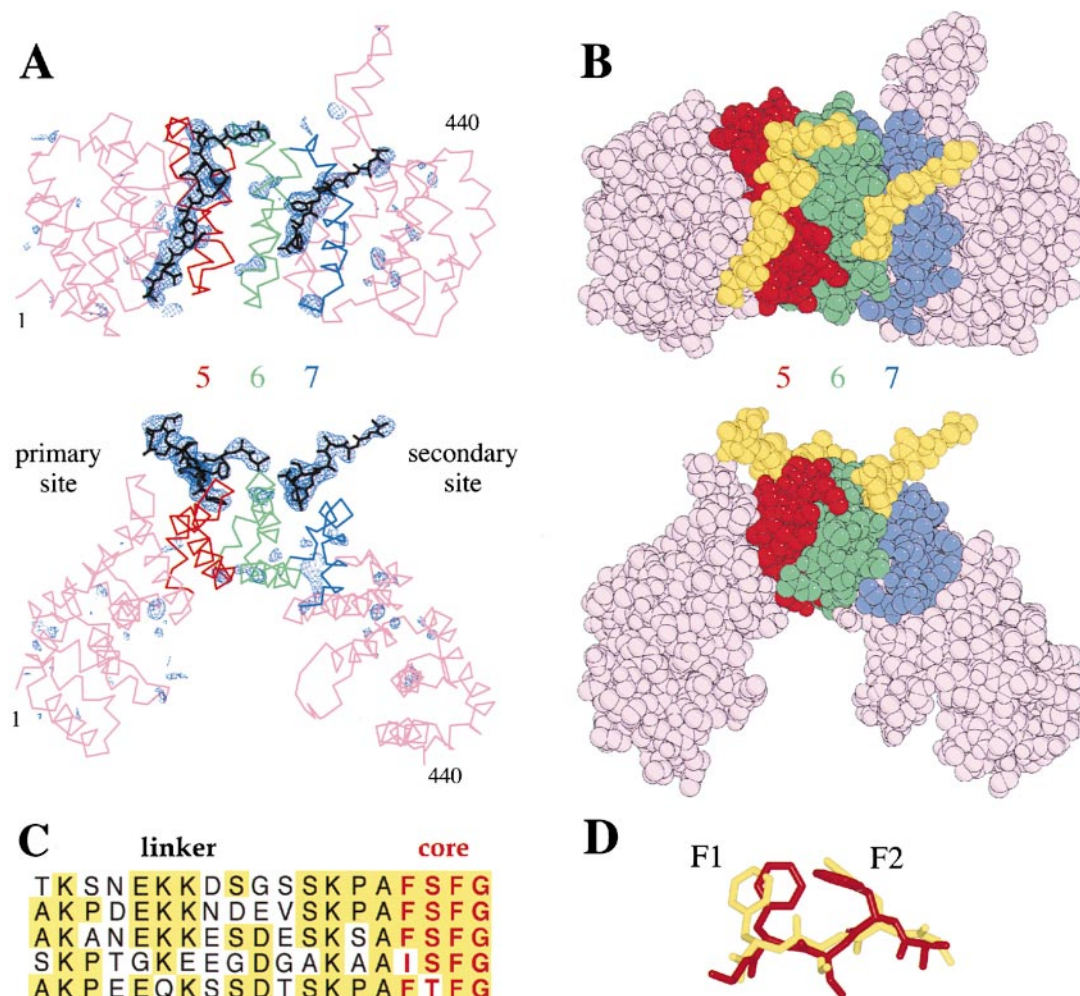 A
B
440
1
5 6 7
5 6 7
primary
site
secondary
site
1
440
C
linker
core
T K S N E K K D S G S S K P A F S F G
A K P D E K K N D E V S K P A F S F G
A K A N E K K E S D E S K S A F S F G
S K P T G K E E G D G A K A A I S F G
A K P E E Q K S S D T S K P A F T F G
D
F1
F2